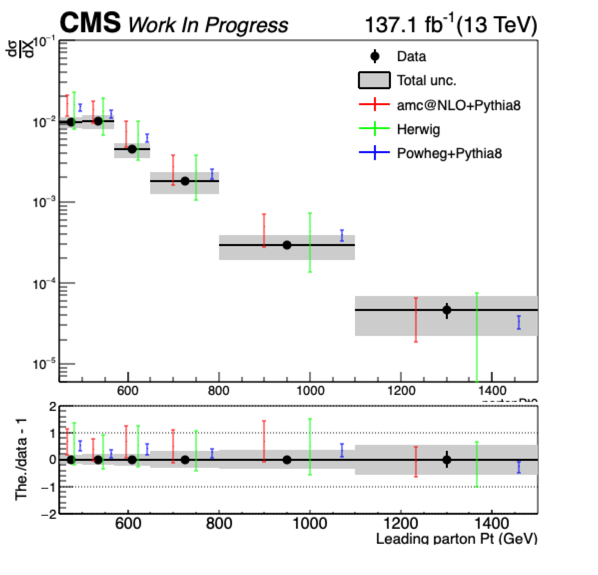 CMS Work In Progress 137.1 fb⁻¹(13 TeV)
dσ
dX
10⁻¹
Data
Total unc.
amc@NLO+Pythia8
Herwig
Powheg+Pythia8
10⁻²
10⁻³
10⁻⁴
10⁻⁵
600 800 1000 1200 1400
The./data - 1
2
1
0
−1
−2
600 800 1000 1200 1400
Leading parton Pt (GeV)